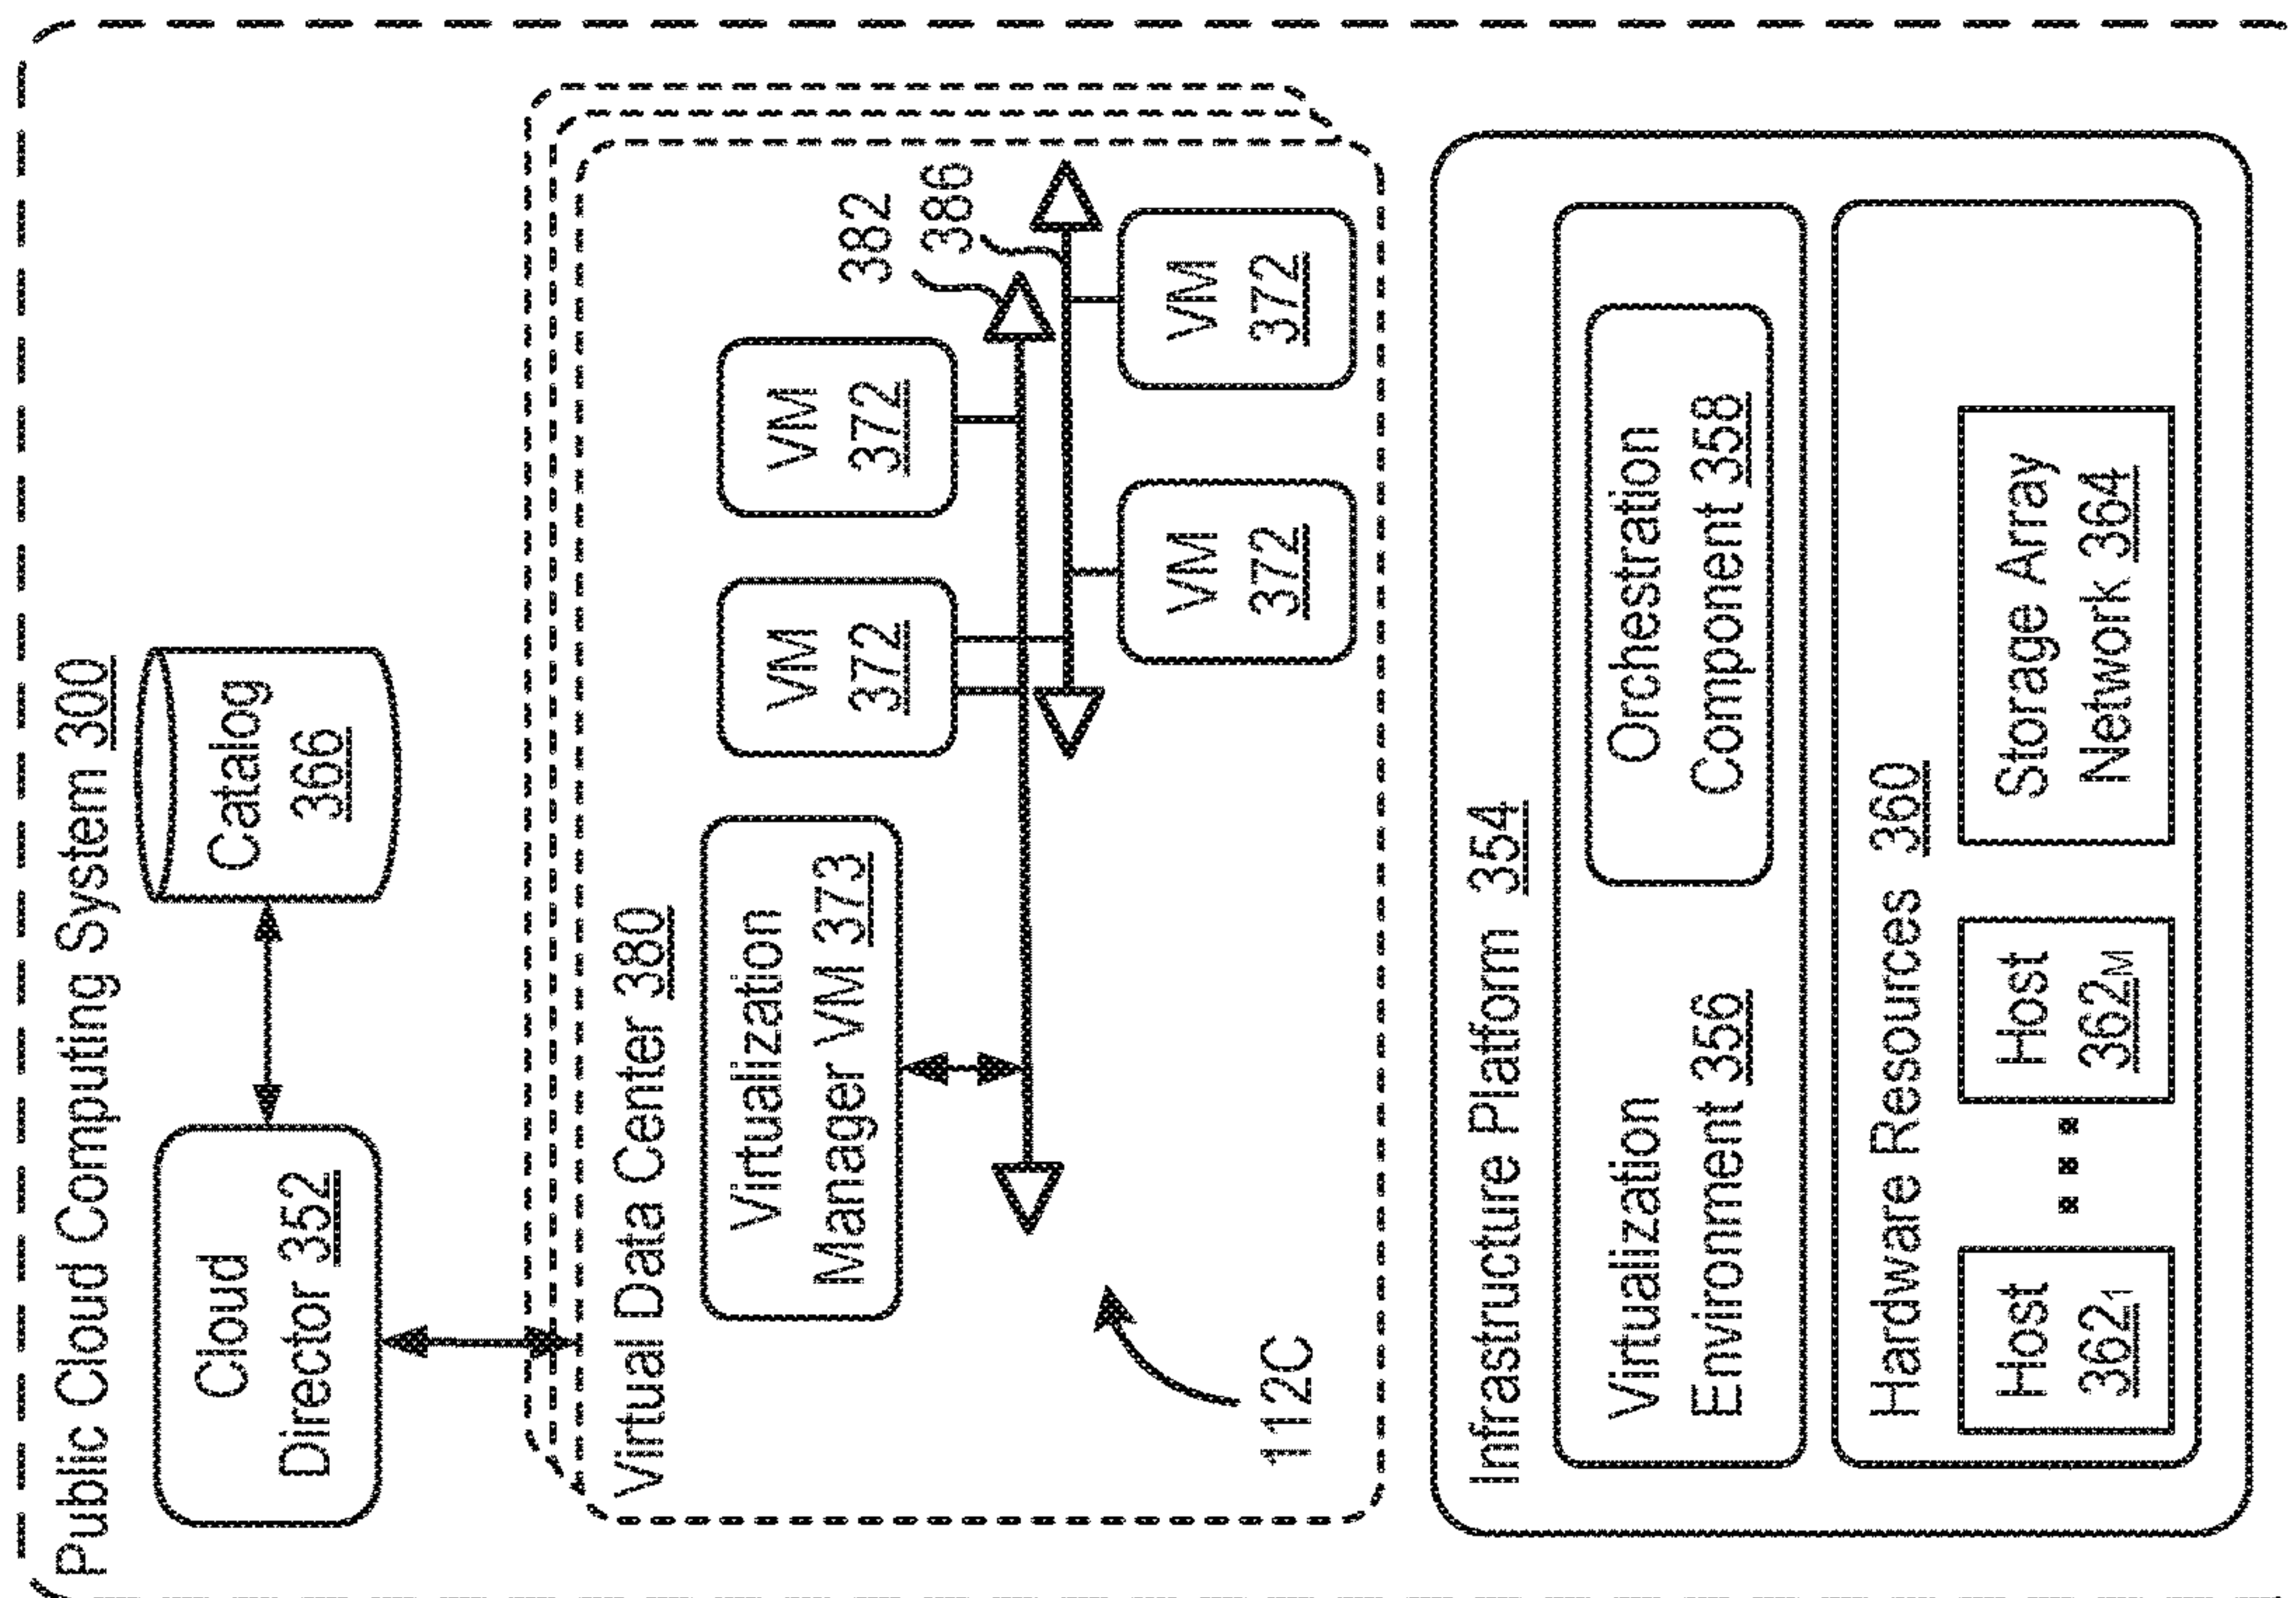 Public Cloud Computing System 300
Cloud
Director 352
Catalog
366
Virtual Data Center 380
Virtualization
Manager VM 373
VM
372
VM
372
382
386
VM
372
VM
372
112C
Infrastructure Platform 354
Virtualization
Environment 356
Orchestration
Component 358
Hardware Resources 360
Host
362₁
Host
362M
Storage Array
Network 364